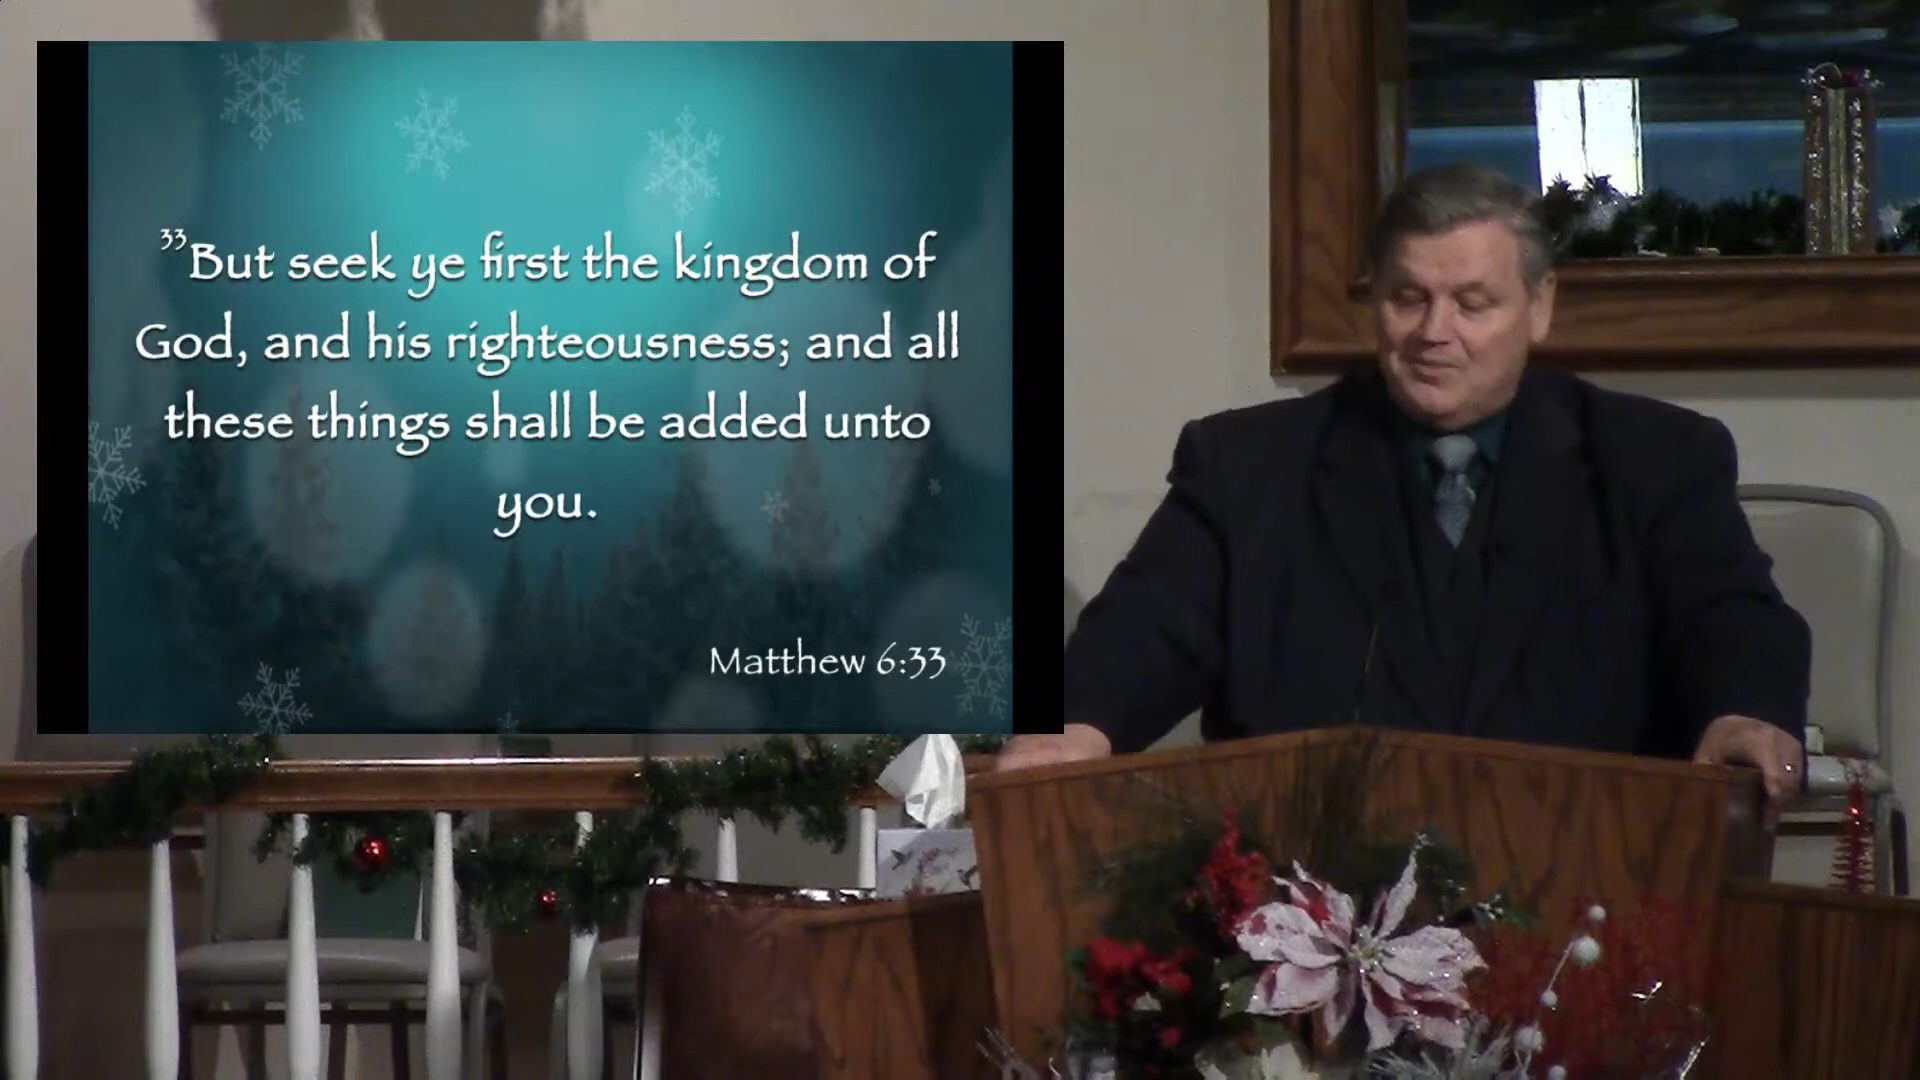 ³³But seek ye first the kingdom of
God, and his righteousness; and all
these things shall be added unto
you.
Matthew 6:33